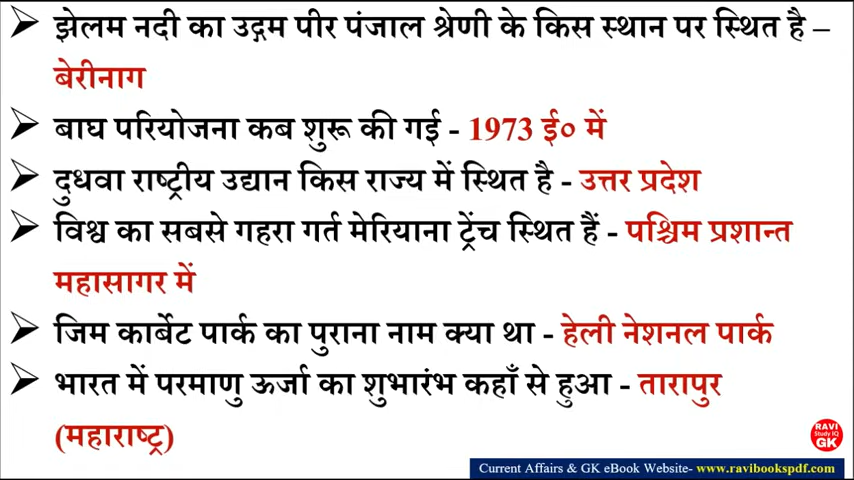 ➢ झेलम नदी का उद्गम पीर पंजाल श्रेणी के किस स्थान पर स्थित है –
बेरीनाग
➢ बाघ परियोजना कब शुरू की गई - 1973 ई० में
➢ दुधवा राष्ट्रीय उद्यान किस राज्य में स्थित है - उत्तर प्रदेश
➢ विश्व का सबसे गहरा गर्त मेरियाना ट्रेंच स्थित हैं - पश्चिम प्रशान्त
महासागर में
➢ जिम कार्बेट पार्क का पुराना नाम क्या था - हेली नेशनल पार्क
➢ भारत में परमाणु ऊर्जा का शुभारंभ कहाँ से हुआ - तारापुर
(महाराष्ट्र)
RAVI
Study IQ
GK
Current Affairs & GK eBook Website- www.ravibookspdf.com